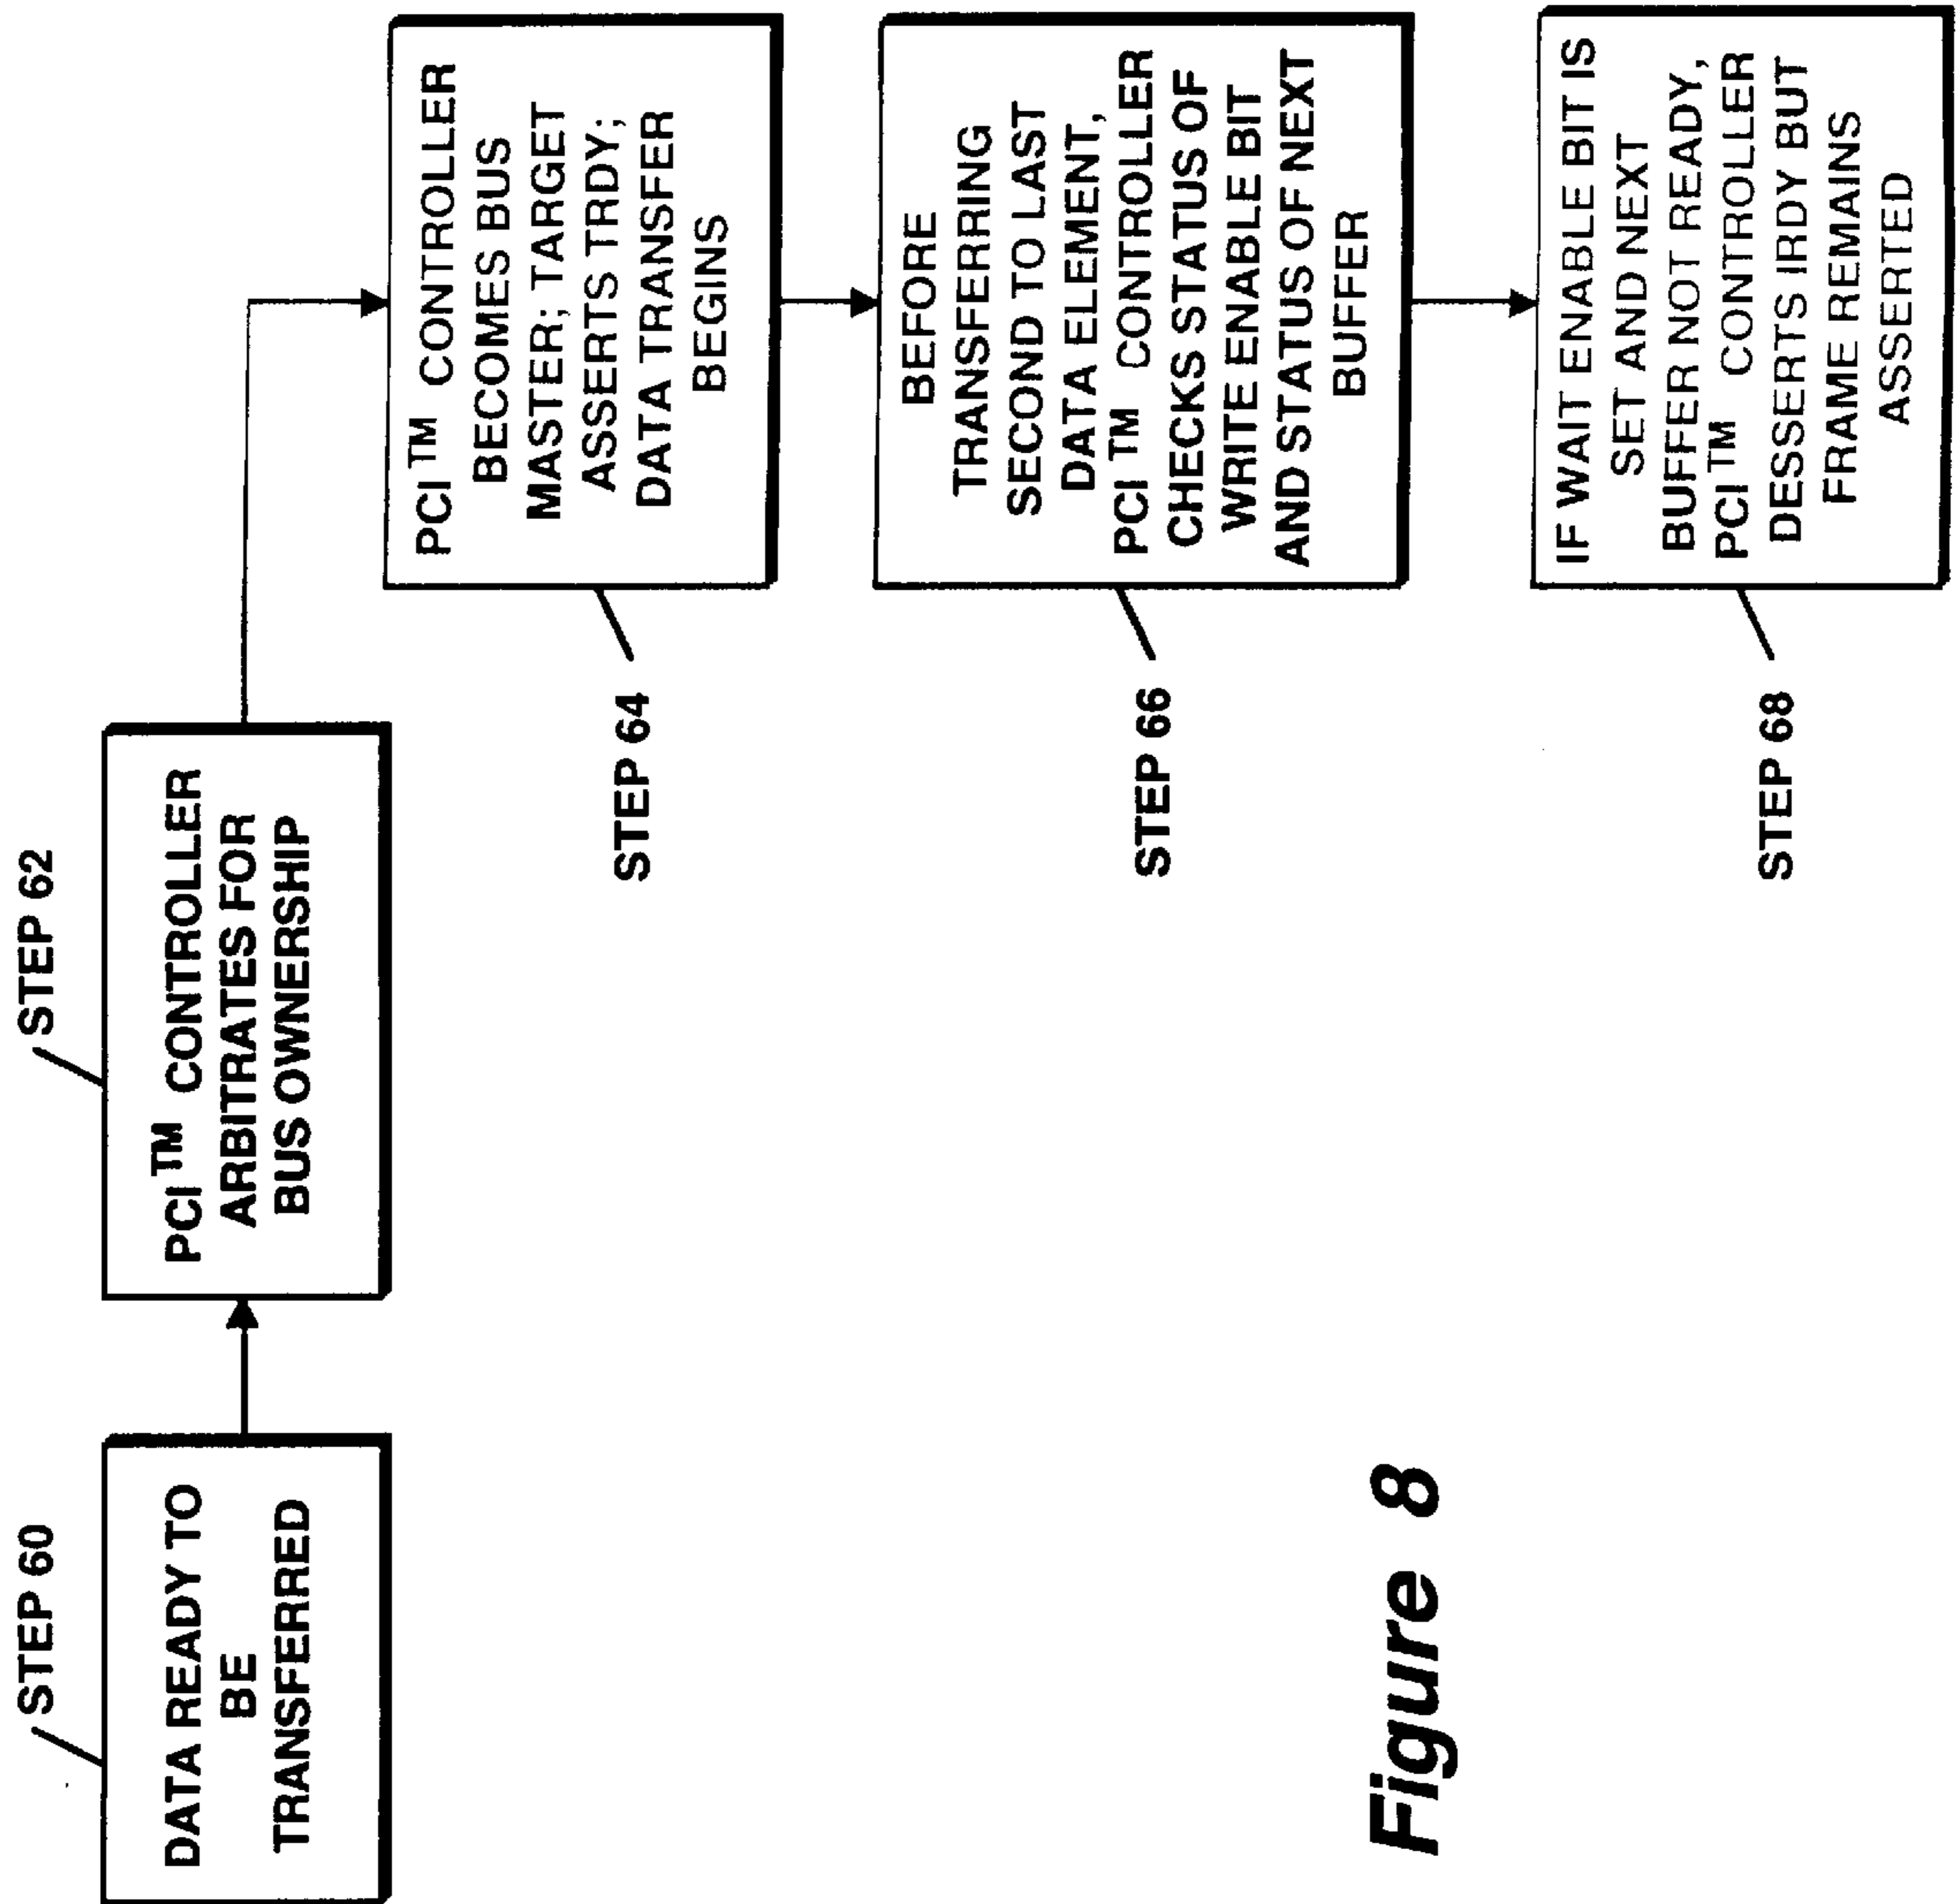 STEP 60
DATA READY TO
BE
TRANSFERRED
STEP 62
PCI™ CONTROLLER
ARBITRATES FOR
BUS OWNERSHIP
STEP 64
PCI™ CONTROLLER
BECOMES BUS
MASTER; TARGET
ASSERTS TRDY;
DATA TRANSFER
BEGINS
STEP 66
BEFORE
TRANSFERRING
SECOND TO LAST
DATA ELEMENT,
PCI™ CONTROLLER
CHECKS STATUS OF
WRITE ENABLE BIT
AND STATUS OF NEXT
BUFFER
STEP 68
IF WAIT ENABLE BIT IS
SET AND NEXT
BUFFER NOT READY,
PCI™ CONTROLLER
DESSERTS IRDY BUT
FRAME REMAINS
ASSERTED
Figure 8